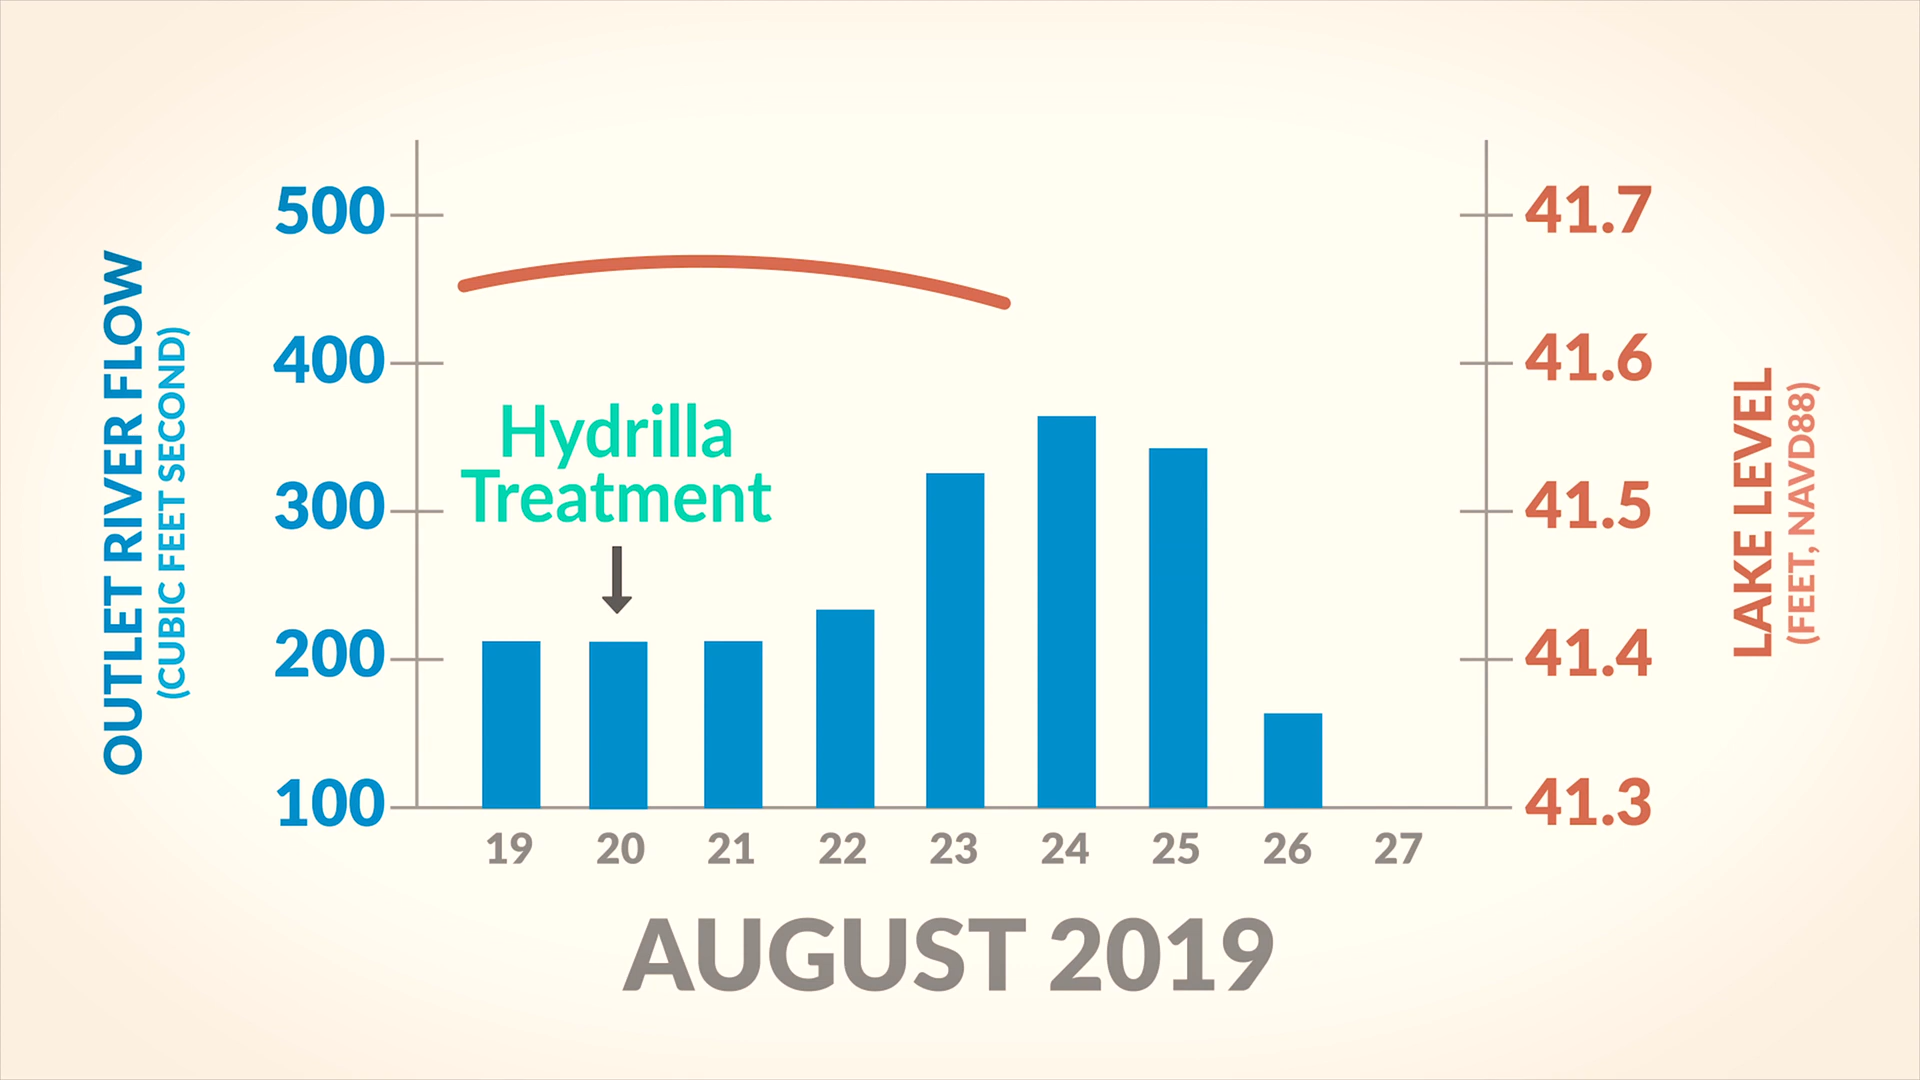 OUTLET RIVER FLOW
(CUBIC FEET SECOND)
500
400
300
200
100
Hydrilla
Treatment
41.7
41.6
41.5
41.4
41.3
LAKE LEVEL
(FEET, NAVD88)
19 20 21 22 23 24 25 26 27
AUGUST 2019